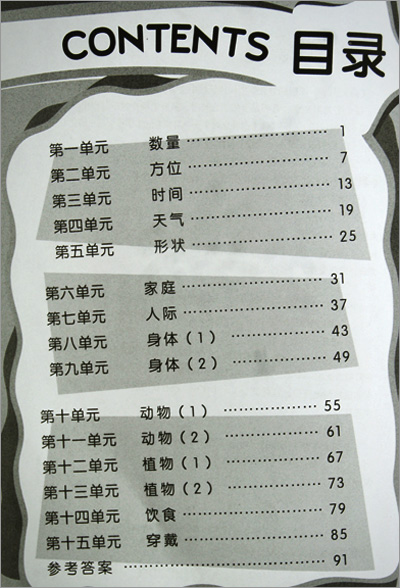 CONTENTS 目录
第一单元 数量 ………………………… 1
第二单元 方位 ………………………… 7
第三单元 时间 ………………………… 13
第四单元 天气 ………………………… 19
第五单元 形状 ………………………… 25
第六单元 家庭 ………………………… 31
第七单元 人际 ………………………… 37
第八单元 身体（1） ………………… 43
第九单元 身体（2） ………………… 49
第十单元 动物（1） ………………… 55
第十一单元 动物（2） ……………… 61
第十二单元 植物（1） ……………… 67
第十三单元 植物（2） ……………… 73
第十四单元 饮食 …………………… 79
第十五单元 穿戴 …………………… 85
参考答案 ……………………………… 91